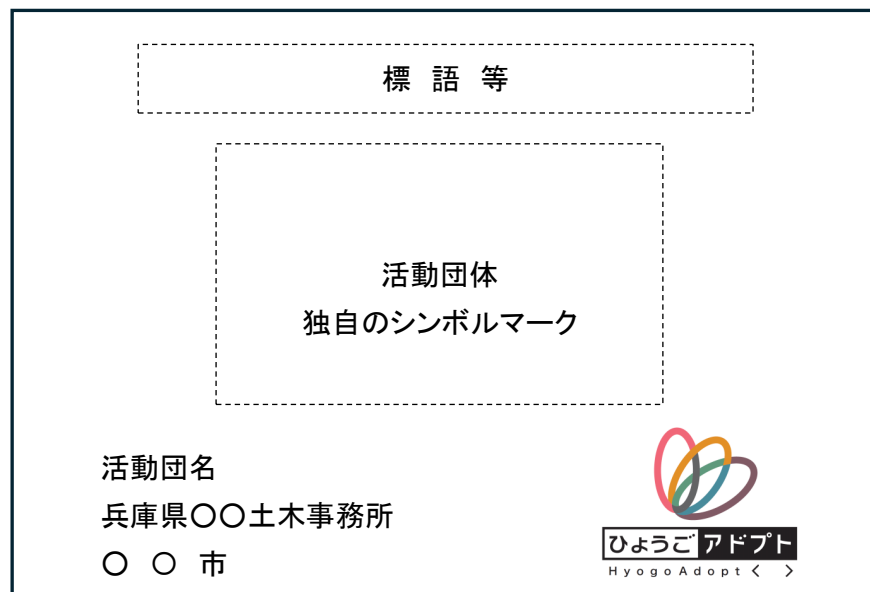 標 語 等
活動団体
独自のシンボルマーク
活動団名
兵庫県〇〇土木事務所
〇 〇 市
ひょうごアドプト
HyogoAdopt〈 〉